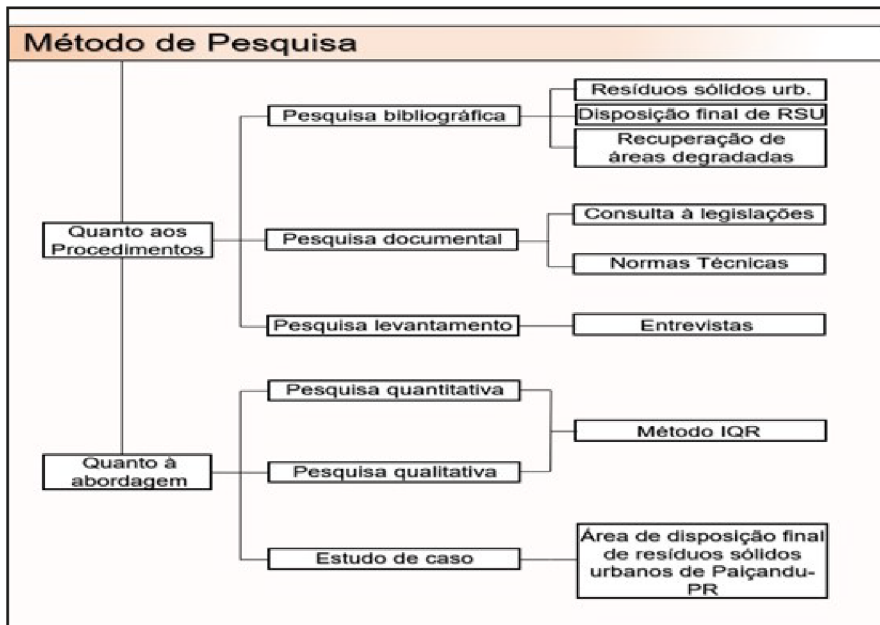 Método de Pesquisa
Quanto aos
Procedimentos
Pesquisa bibliográfica
Resíduos sólidos urb.
Disposição final de RSU
Recuperação de
áreas degradadas
Pesquisa documental
Consulta à legislações
Normas Técnicas
Pesquisa levantamento
Entrevistas
Quanto à
abordagem
Pesquisa quantitativa
Pesquisa qualitativa
Método IQR
Estudo de caso
Área de disposição final
de resíduos sólidos
urbanos de Paiçandu-
PR